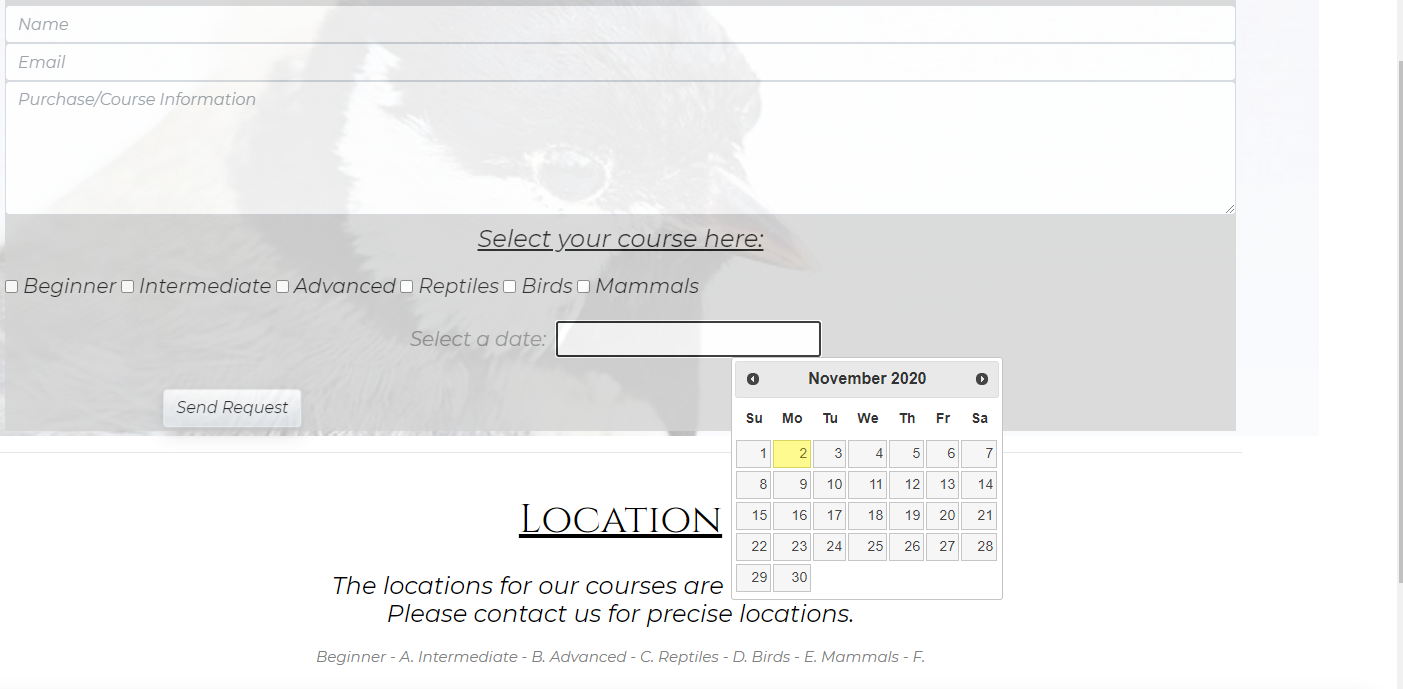 Name
Email
Purchase/Course Information
Select your course here:
Beginner Intermediate Advanced Reptiles Birds Mammals
Select a date:
November 2020
Su Mo Tu We Th Fr Sa
1 2 3 4 5 6 7
8 9 10 11 12 13 14
15 16 17 18 19 20 21
22 23 24 25 26 27 28
29 30
Send Request
Location
The locations for our courses are
Please contact us for precise locations.
Beginner - A. Intermediate - B. Advanced - C. Reptiles - D. Birds - E. Mammals - F.